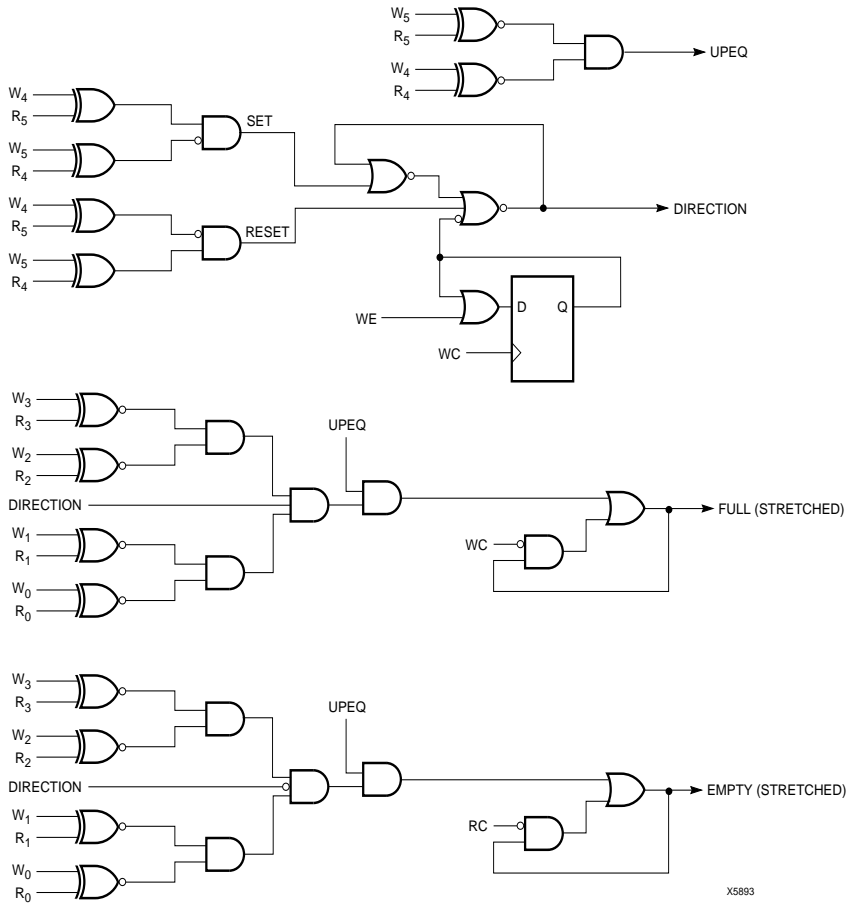 W5
R5
W4
R4
UPEQ
W4
R5
W5
R4
SET
W4
R5
W5
R4
RESET
DIRECTION
WE
D Q
WC
W3
R3
W2
R2
UPEQ
DIRECTION
W1
R1
W0
R0
WC
FULL (STRETCHED)
W3
R3
W2
R2
UPEQ
DIRECTION
W1
R1
W0
R0
RC
EMPTY (STRETCHED)
X5893